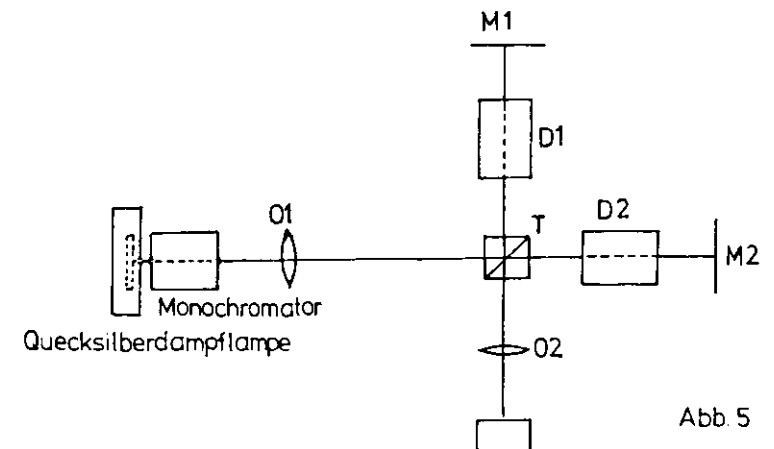 M1
D1
O1
T
D2
M2
Monochromator
Quecksilberdampflampe
O2
Abb. 5